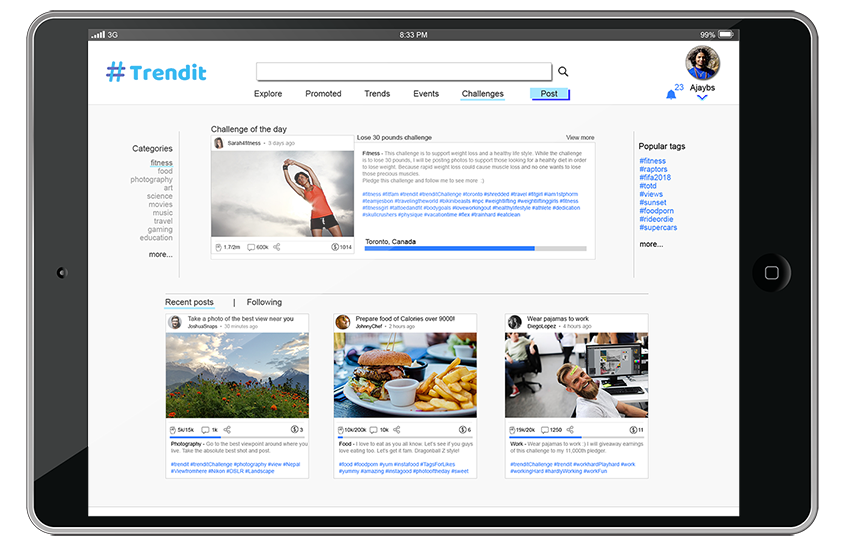 3G
8:33 PM
99%
#Trendit
Explore
Promoted
Trends
Events
Challenges
Post
23
Ajaybs
Categories
fitness
food
photography
art
science
movies
music
travel
gaming
education
more...
Challenge of the day
Sarah4fitness • 3 days ago
1.7/2m
600k
1014
Lose 30 pounds challenge
View more
Fitness - This challenge is to support weight loss and a healthy life style. While the challenge
is to lose 30 pounds, I will be posting photos to support those looking for a healthy diet in order
to lose weight. Because rapid weight loss could cause muscle loss and no one wants to lose
those precious muscles
Pledge this challenge and follow me to see more :)
#fitness #fitfam #trendit #trenditChallenge #toronto #shredded #travel #fitgirl #iam1stphorm
#teamjesbon #travelingtheworld #bikinibeasts #npc #weightlifting #weightliftinggirls #fitness
#fitnessgirl #tattoedandfit #bodygoals #loveworkingout #healthylifestyle #athlete #dedication
#skullcrushers #physique #vacationtime #flex #trainhard #eatclean
Toronto, Canada
Popular tags
#fitness
#raptors
#fifa2018
#totd
#views
#sunset
#foodporn
#rideordie
#supercars
more...
Recent posts | Following
Take a photo of the best view near you
JoshuaSnaps • 30 minutes ago
5k/15k
1k
3
Photography - Go to the best viewpoint around where you
live. Take the absolute best shot and post.
#trendit #trenditChallenge #photography #view #Nepal
#Viewfromhere #Nikon #DSLR #Landscape
Prepare food of Calories over 9000!!
JohnnyChef • 2 hours ago
10k/200k
10k
6
Food - I love to eat as you all know. Let's see if you guys
love eating too. Let's get it fam. Dragonball Z style!
#food #foodporn #yum #instafood #TagsForLikes
#yummy #amazing #instagood #photooftheday #sweet
Wear pajamas to work
DiegoLopez • 4 hours ago
19k/20k
1250
11
Work - Wear pajamas to work :) I will giveaway earnings
of this challenge to my 11,000th pledger.
#trenditChallenge #trendit #workhardPlayhard #work
#workingHard #hardlyWorking #workFun